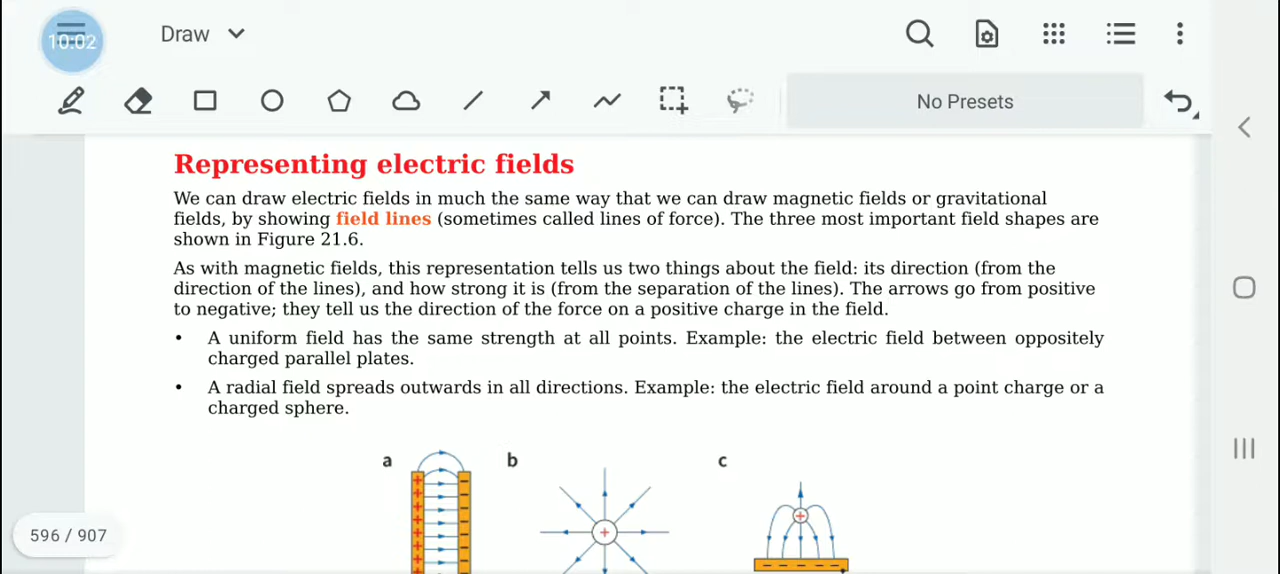 10:02
Draw
No Presets
Representing electric fields
We can draw electric fields in much the same way that we can draw magnetic fields or gravitational
fields, by showing field lines (sometimes called lines of force). The three most important field shapes are
shown in Figure 21.6.
As with magnetic fields, this representation tells us two things about the field: its direction (from the
direction of the lines), and how strong it is (from the separation of the lines). The arrows go from positive
to negative; they tell us the direction of the force on a positive charge in the field.
• A uniform field has the same strength at all points. Example: the electric field between oppositely
charged parallel plates.
• A radial field spreads outwards in all directions. Example: the electric field around a point charge or a
charged sphere.
a b c
596 / 907